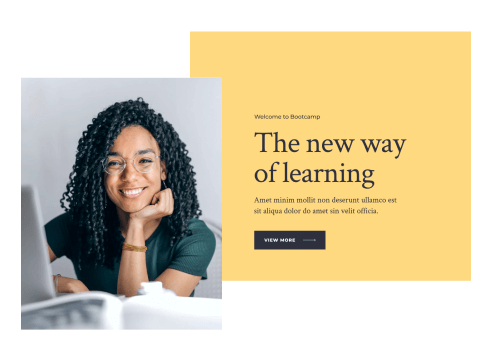 Welcome to Bootcamp
The new way
of learning
Amet minim mollit non deserunt ullamco est
sit aliqua dolor do amet sin velit officia.
VIEW MORE